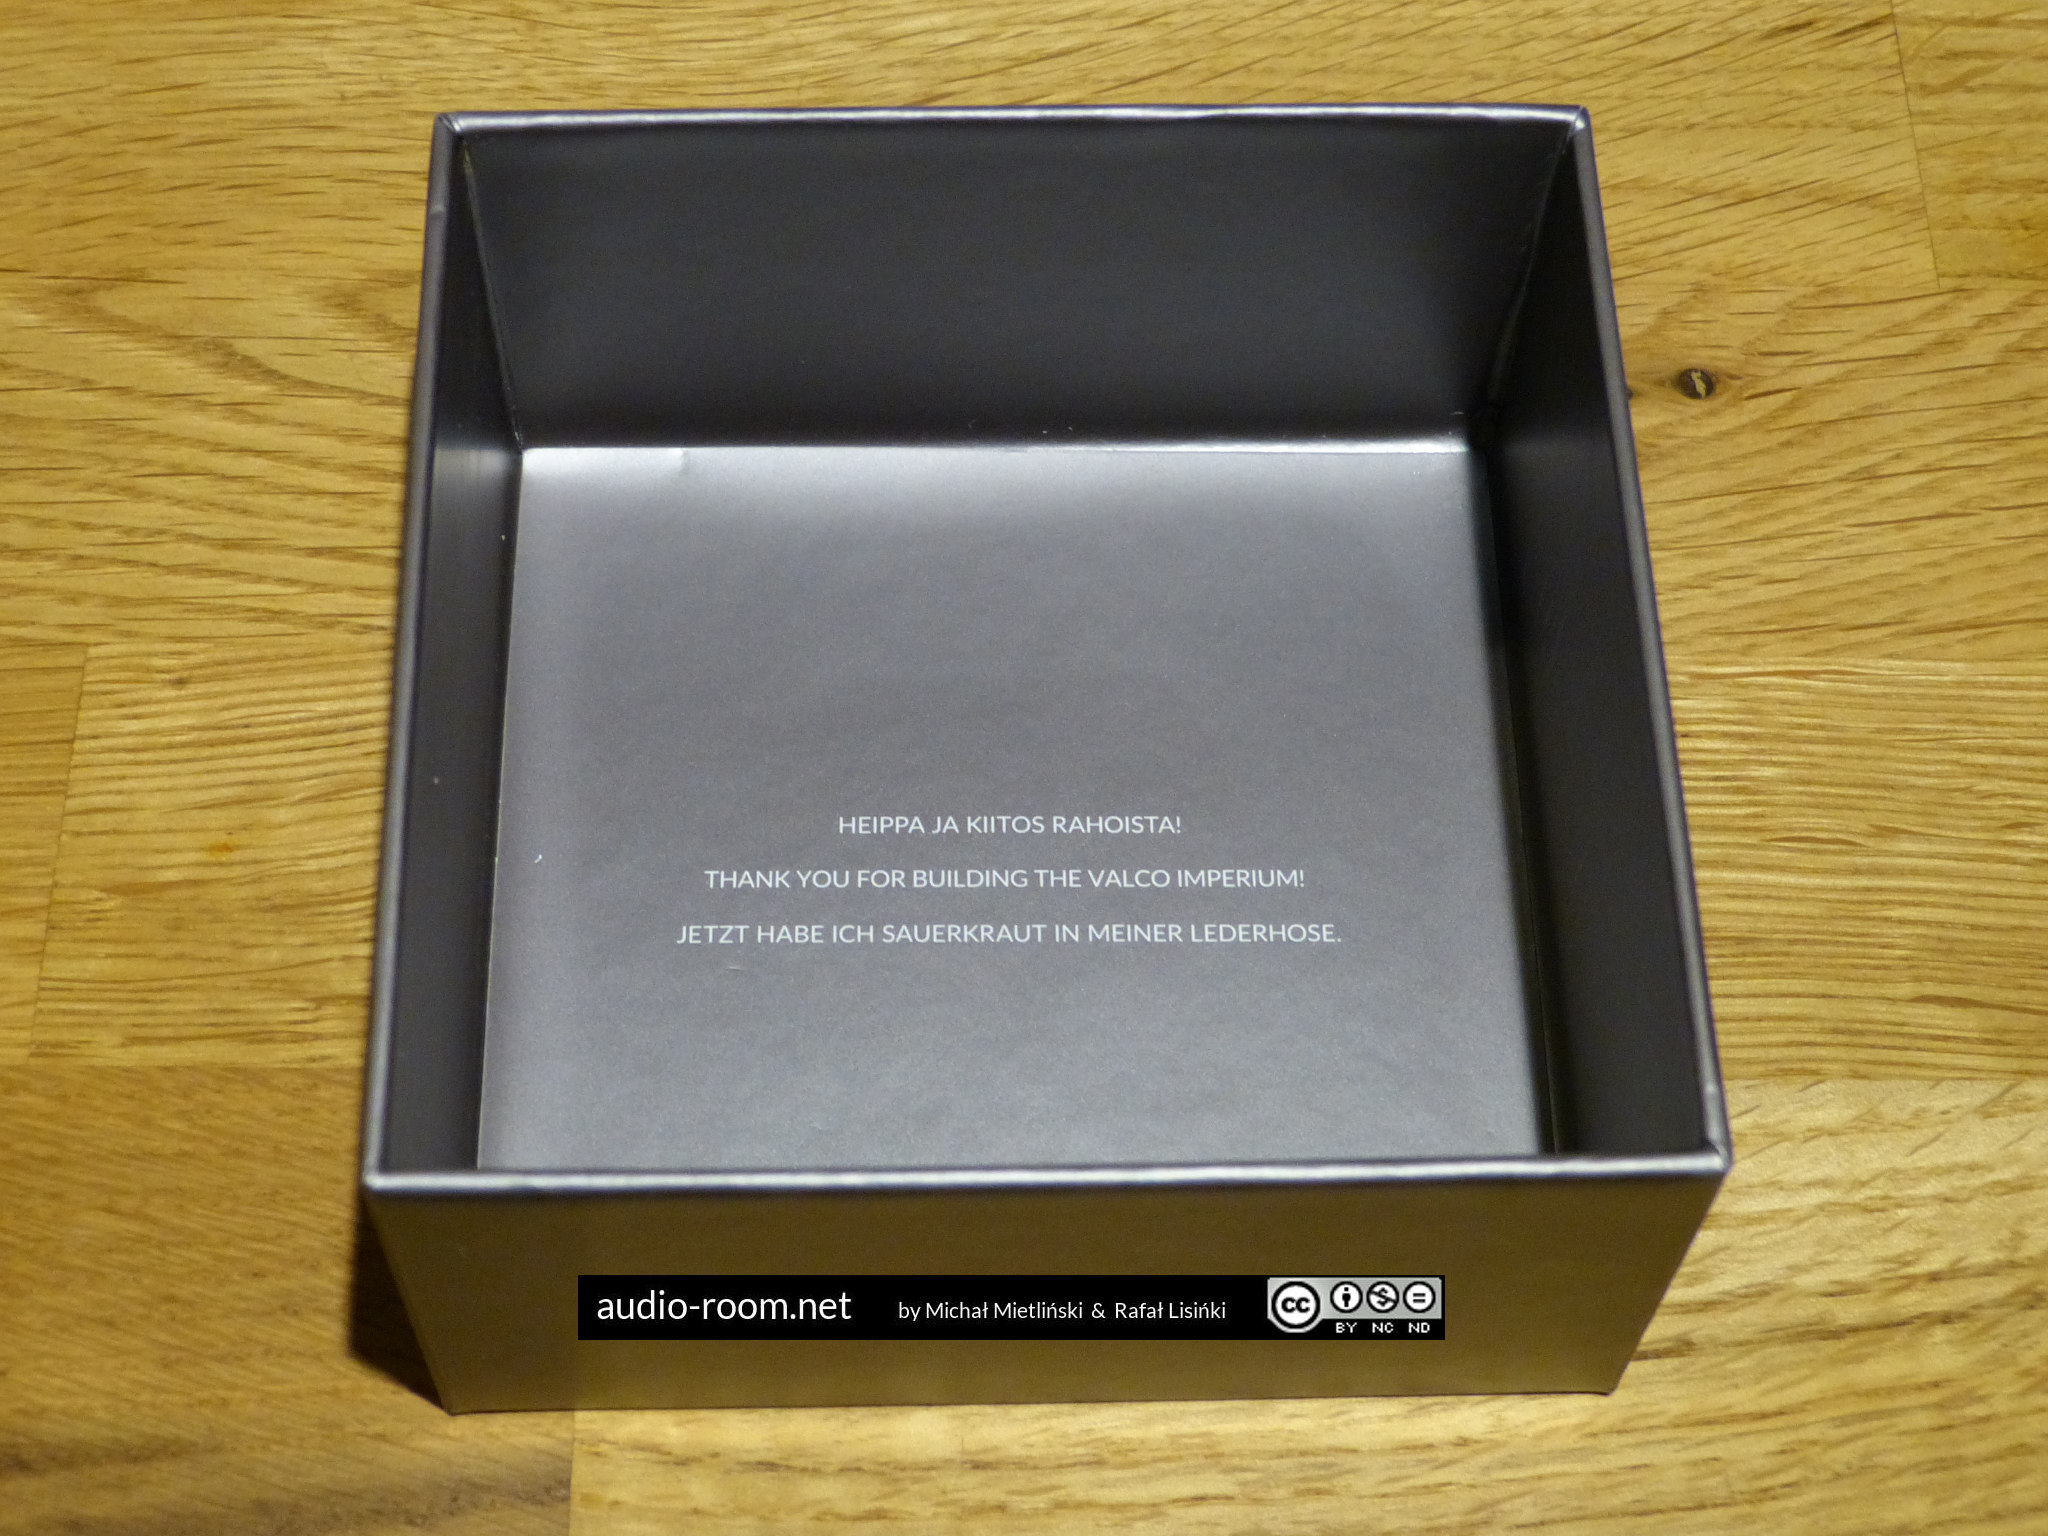 HEIPPA JA KIITOS RAHOISTA!
THANK YOU FOR BUILDING THE VALCO IMPERIUM!
JETZT HABE ICH SAUERKRAUT IN MEINER LEDERHOSE.
audio-room.net by Michał Mietliński & Rafał Lisińki
cc
BY NC ND